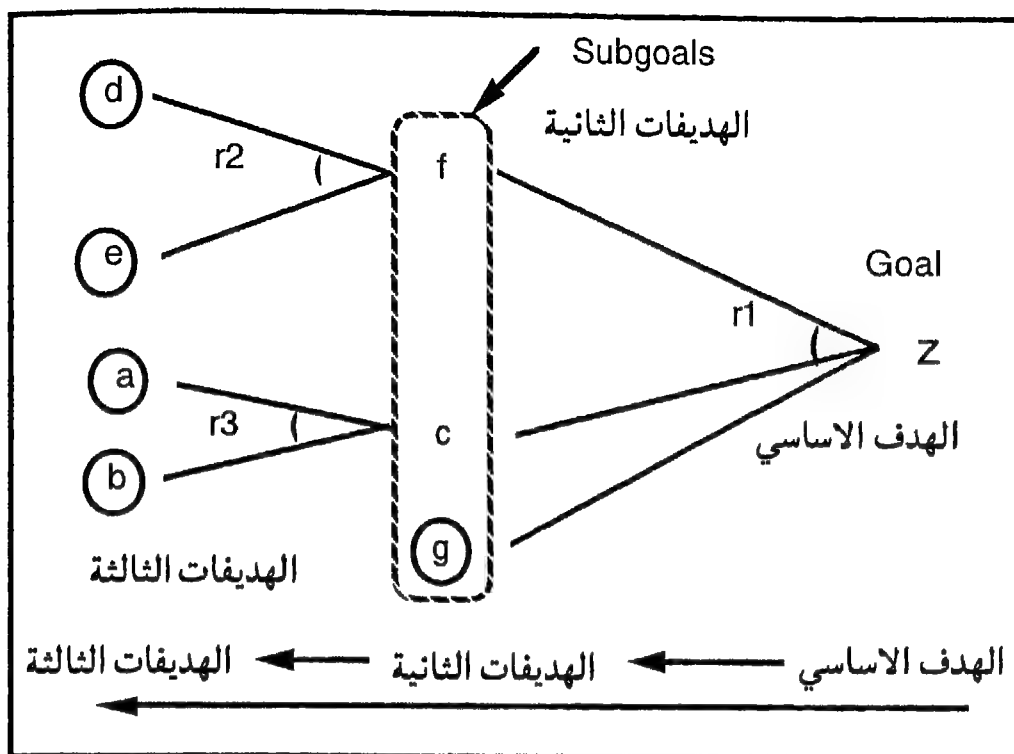 Subgoals
الهديفات الثانية
d
r2
f
e
Goal
r1
Z
a
r3
c
الهدف الاساسي
b
g
الهديفات الثالثة
الهدف الاساسي الهديفات الثانية الهديفات الثالثة